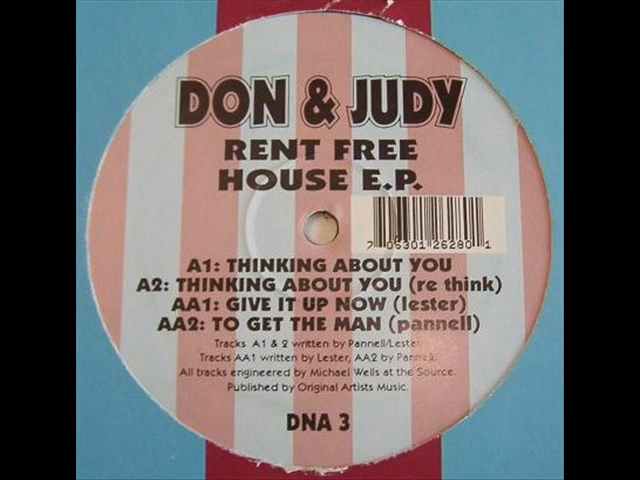 DON & JUDY
RENT FREE
HOUSE E.P.
7 05301 26280 1
A1: THINKING ABOUT YOU
A2: THINKING ABOUT YOU (re think)
AA1: GIVE IT UP NOW (lester)
AA2: TO GET THE MAN (pannell)
Tracks A1 & 2 written by Pannell/Lester.
Tracks AA1 written by Lester, AA2 by Pannell.
All tracks engineered by Michael Wells at the Source.
Published by Original Artists Music.
DNA 3